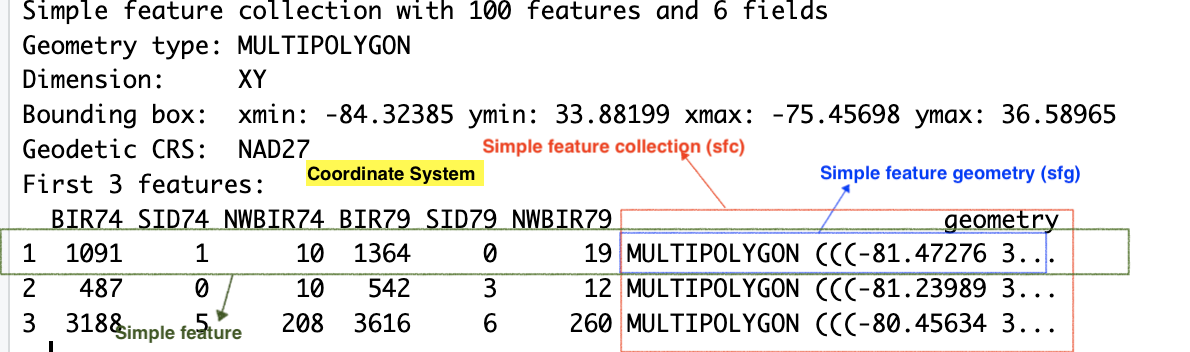 Simple feature collection with 100 features and 6 fields
Geometry type: MULTIPOLYGON
Dimension:     XY
Bounding box:  xmin: -84.32385 ymin: 33.88199 xmax: -75.45698 ymax: 36.58965
Geodetic CRS:  NAD27
Simple feature collection (sfc)
Coordinate System
Simple feature geometry (sfg)
First 3 features:
  BIR74 SID74 NWBIR74 BIR79 SID79 NWBIR79                       geometry
1  1091     1      10  1364     0      19 MULTIPOLYGON (((-81.47276 3...
2   487     0      10   542     3      12 MULTIPOLYGON (((-81.23989 3...
3  3188     5     208  3616     6     260 MULTIPOLYGON (((-80.45634 3...
Simple feature